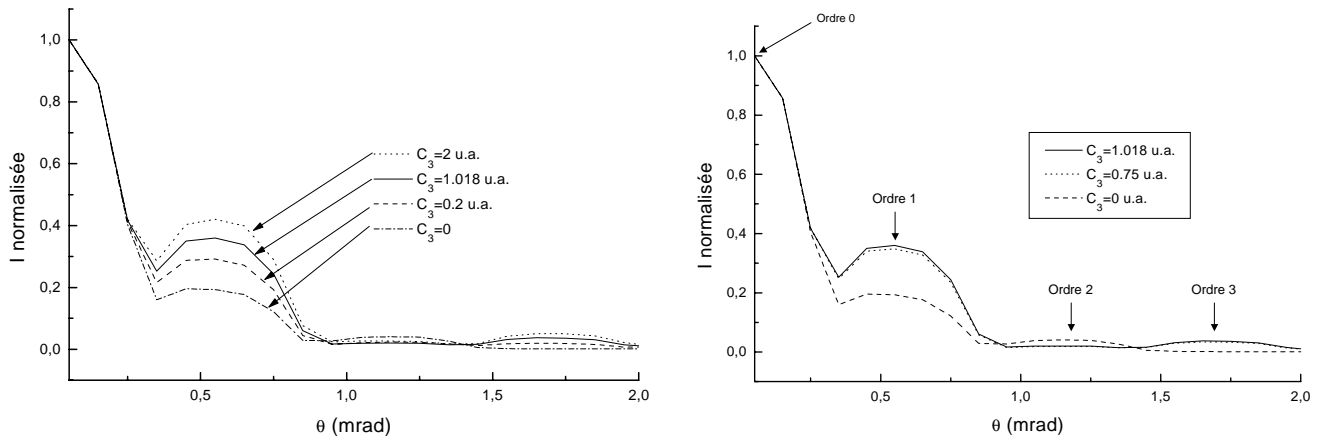 1,0
0,8
0,6
0,4
0,2
0,0
I normalisée
C3=2 u.a.
C3=1.018 u.a.
C3=0.2 u.a.
C3=0
0,5
1,0
1,5
2,0
θ (mrad)
Ordre 0
1,0
0,8
0,6
0,4
0,2
0,0
I normalisée
C3=1.018 u.a.
C3=0.75 u.a.
C3=0 u.a.
Ordre 1
Ordre 2
Ordre 3
0,5
1,0
1,5
2,0
θ (mrad)